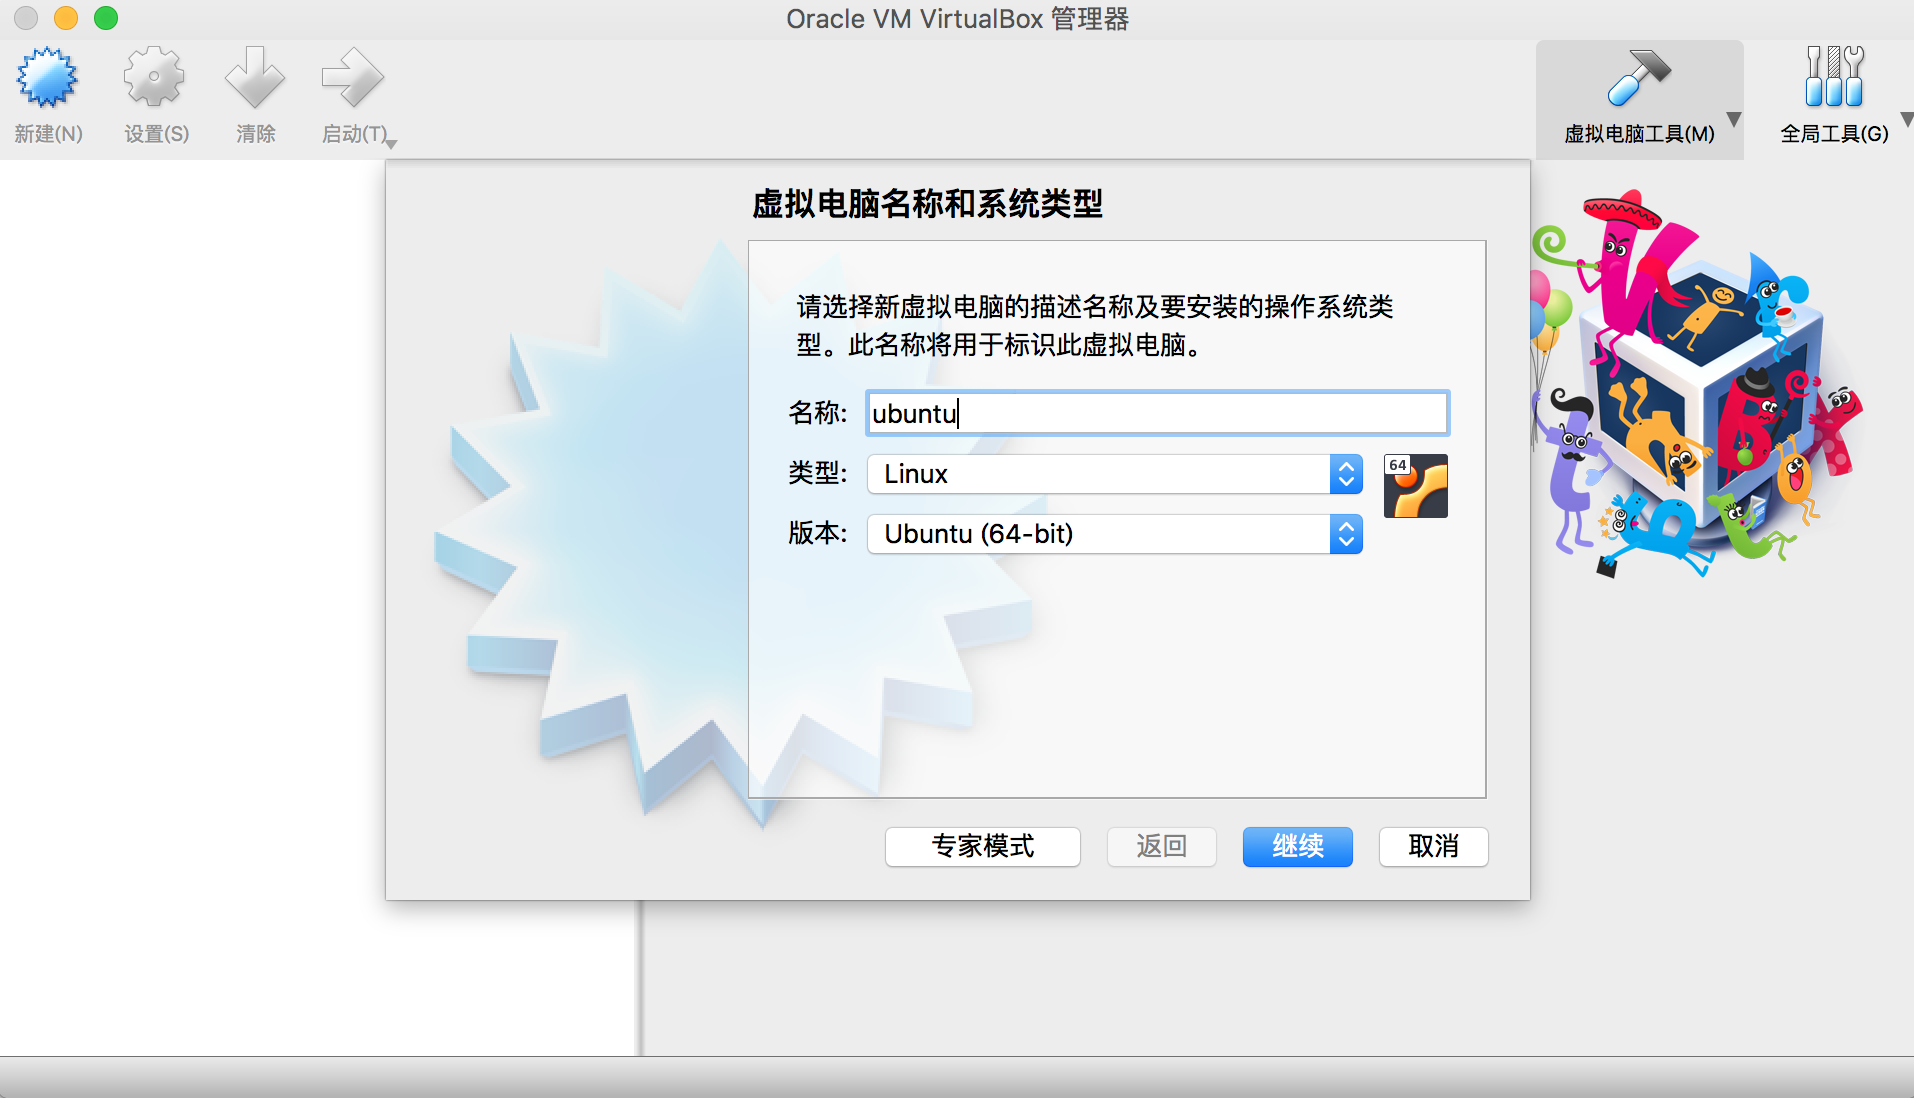 Oracle VM VirtualBox 管理器
新建(N)
设置(S)
清除
启动(T)
虚拟电脑工具(M)
全局工具(G)
虚拟电脑名称和系统类型
请选择新虚拟电脑的描述名称及要安装的操作系统类
型。此名称将用于标识此虚拟电脑。
名称: ubuntu
类型: Linux
64
版本: Ubuntu (64-bit)
专家模式
返回
继续
取消